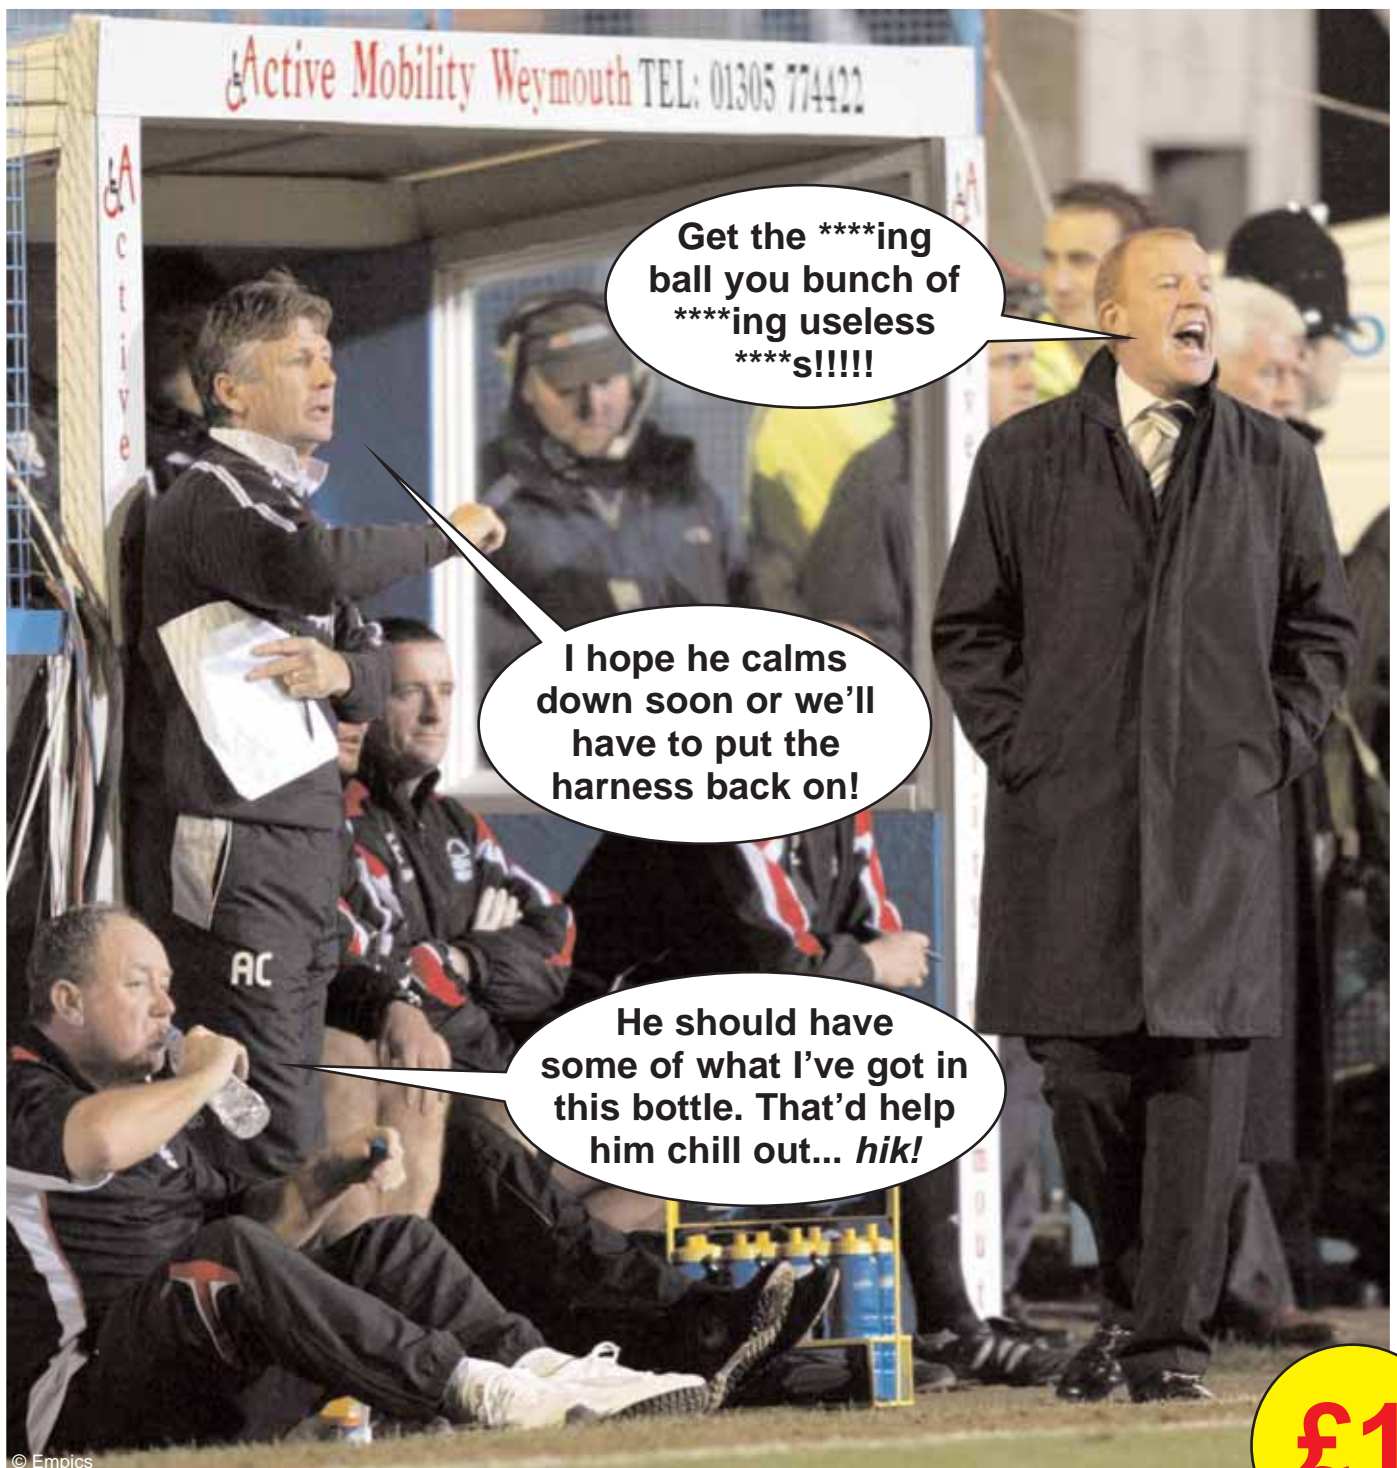 Active Mobility Weymouth TEL: 01305 774422
A
Active
Get the ****ing
ball you bunch of
****ing useless
****s!!!!!
I hope he calms
down soon or we’ll
have to put the
harness back on!
AC
He should have
some of what I’ve got in
this bottle. That’d help
him chill out... hik!
£1
© Empics